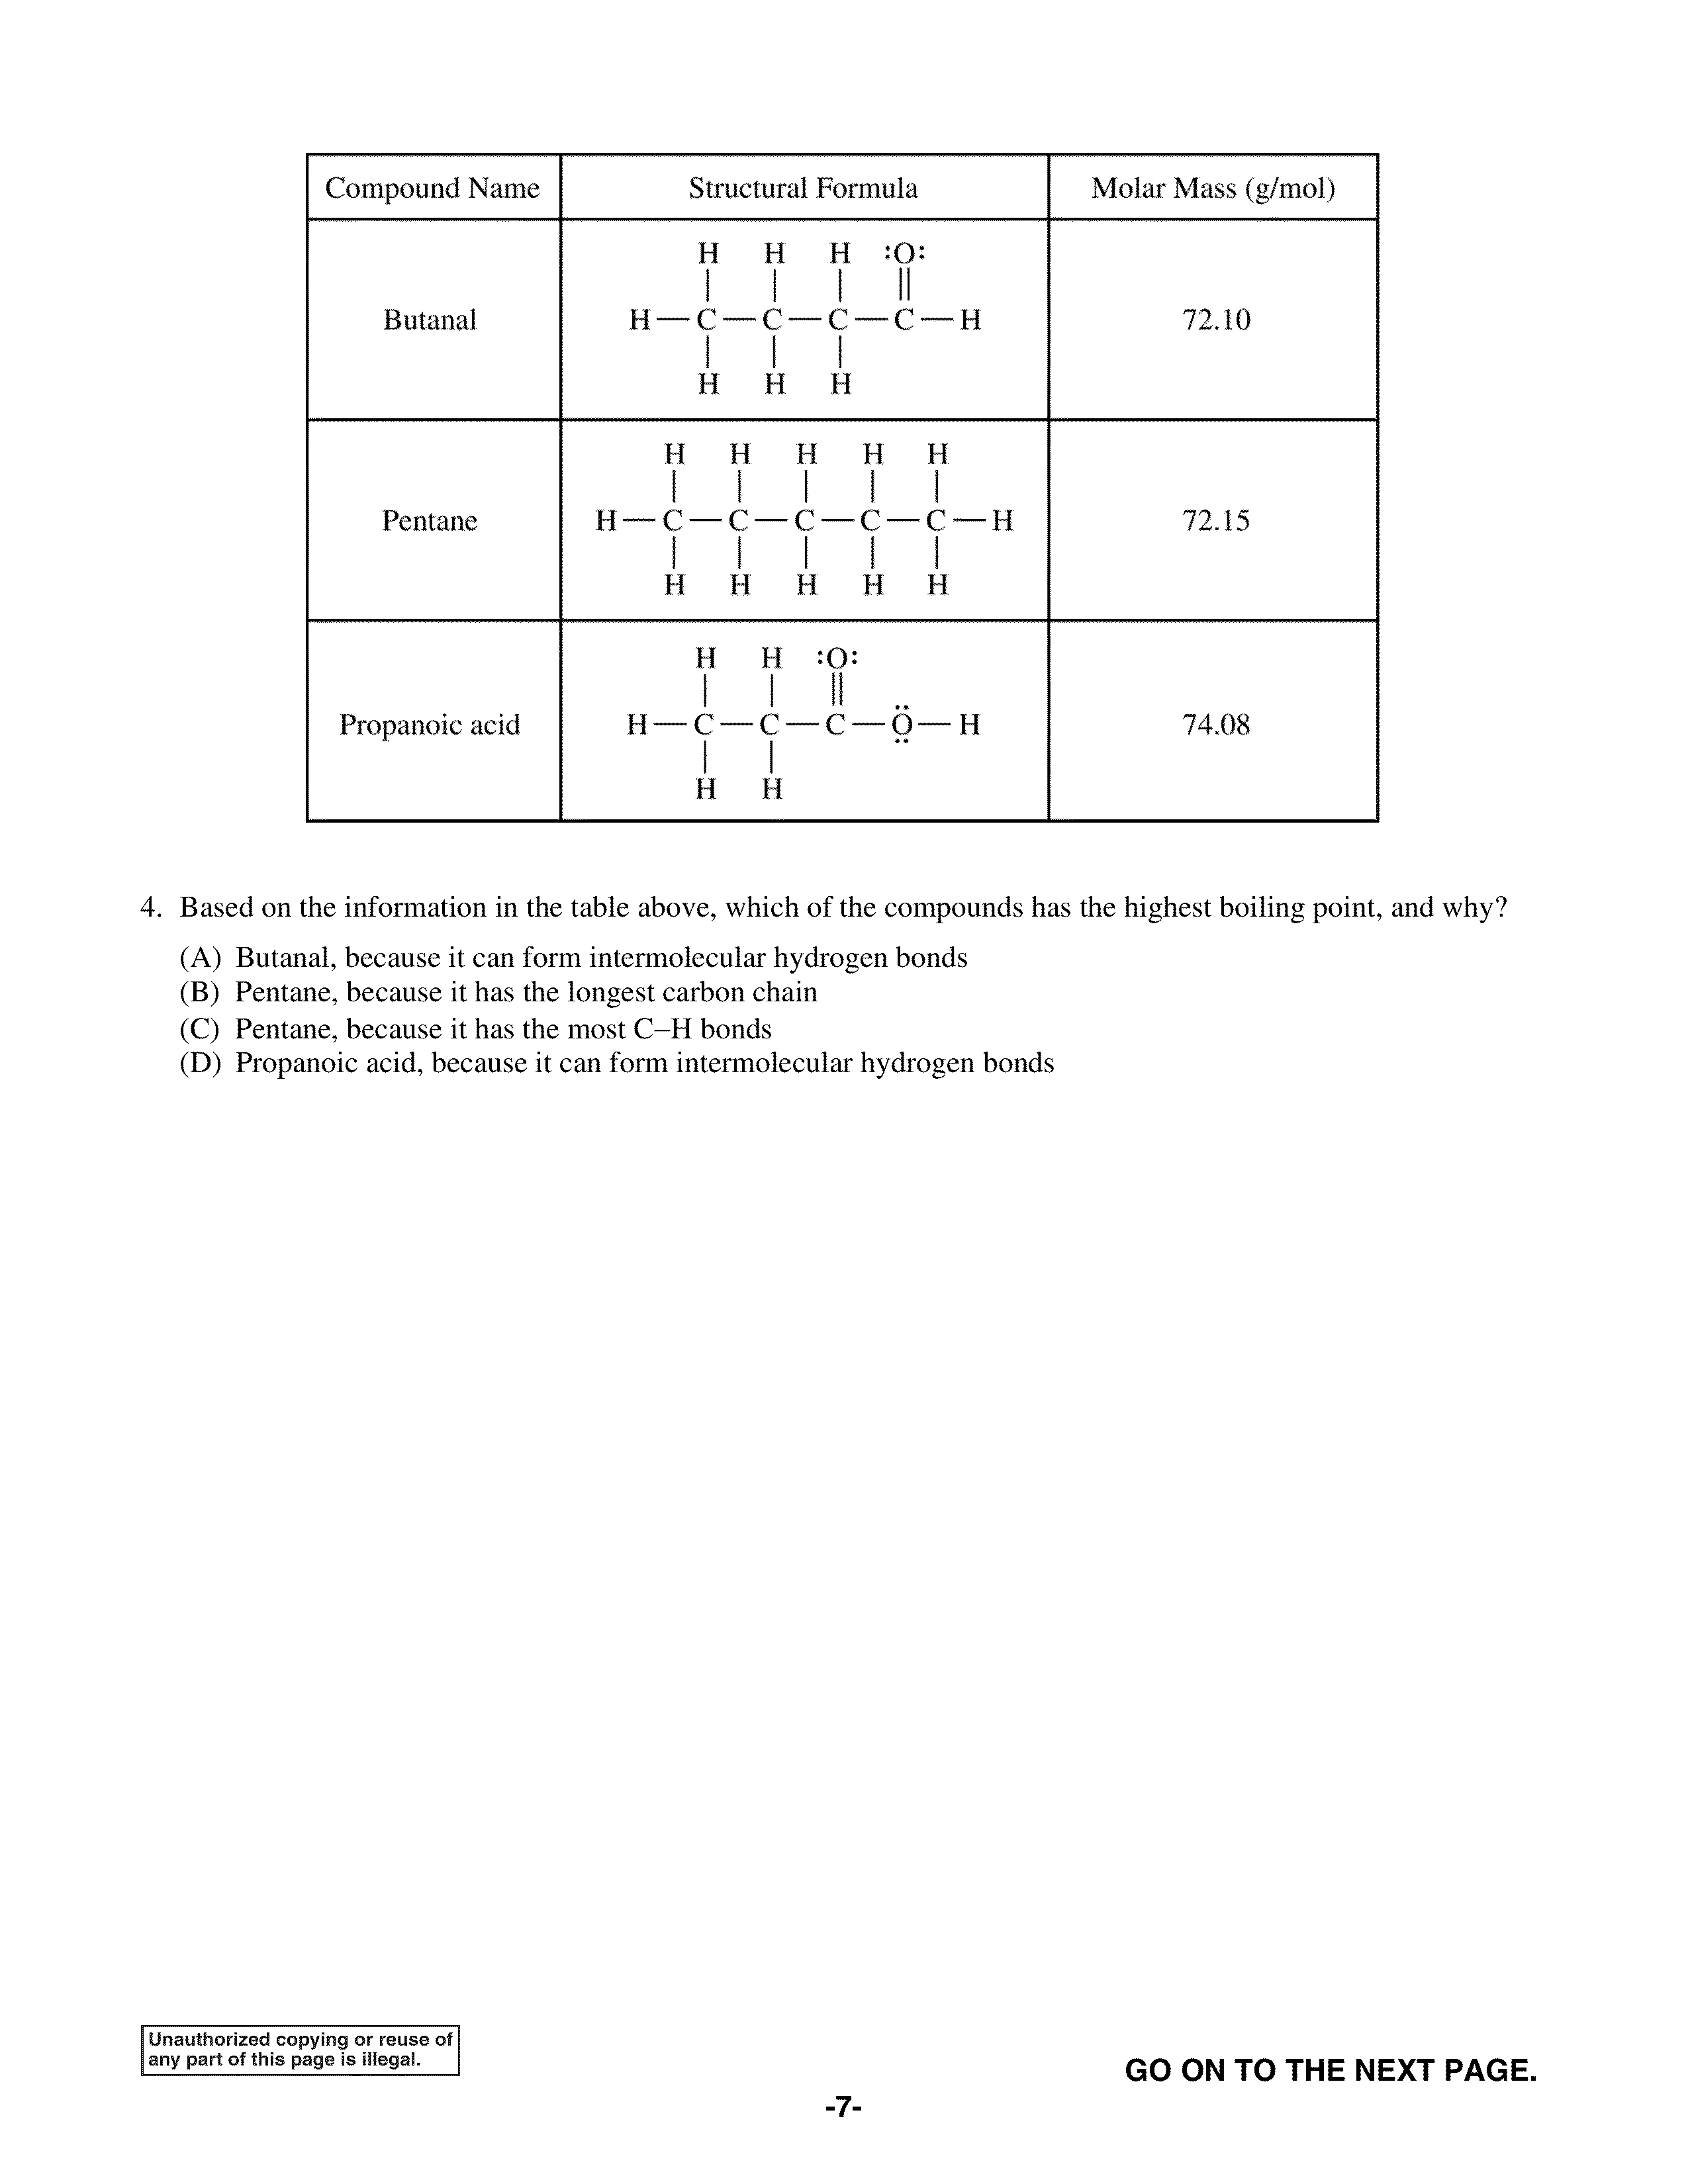 Compound Name Structural Formula Molar Mass (g/mol)
H H H :O:
| | | ||
Butanal H—C—C—C—C—H 72.10
| | |
H H H
H H H H H
| | | | |
Pentane H—C—C—C—C—C—H 72.15
| | | | |
H H H H H
H H :O:
| | ||
Propanoic acid H—C—C—C—Ö—H 74.08
| |
H H
4. Based on the information in the table above, which of the compounds has the highest boiling point, and why?
(A) Butanal, because it can form intermolecular hydrogen bonds
(B) Pentane, because it has the longest carbon chain
(C) Pentane, because it has the most C–H bonds
(D) Propanoic acid, because it can form intermolecular hydrogen bonds
Unauthorized copying or reuse of
any part of this page is illegal.
GO ON TO THE NEXT PAGE.
-7-